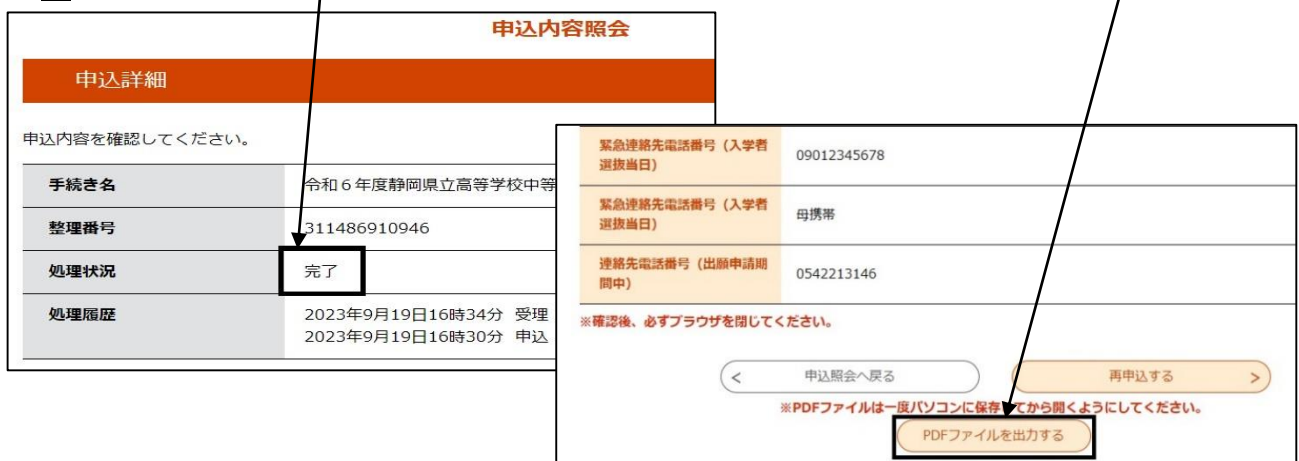 申込内容照会
申込詳細
申込内容を確認してください。
手続き名 令和6年度静岡県立高等学校中等
整理番号 311486910946
処理状況 完了
処理履歴 2023年9月19日16時34分 受理
2023年9月19日16時30分 申込
緊急連絡先電話番号(入学者
選抜当日) 09012345678
緊急連絡先電話番号(入学者
選抜当日) 母携帯
連絡先電話番号(出願申請期
間中) 0542213146
※確認後、必ずブラウザを閉じてください。
< 申込照会へ戻る 再申込する >
※PDFファイルは一度パソコンに保存してから開くようにしてください。
PDFファイルを出力する